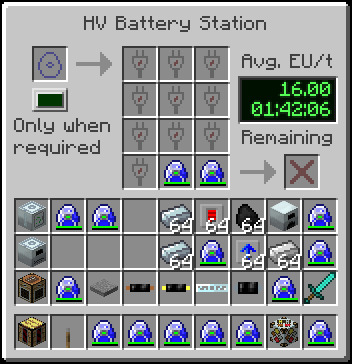 HV Battery Station
Avg. EU/t
16.00
01:42:06
Only when
required
Remaining
64
64
64
64
64
64